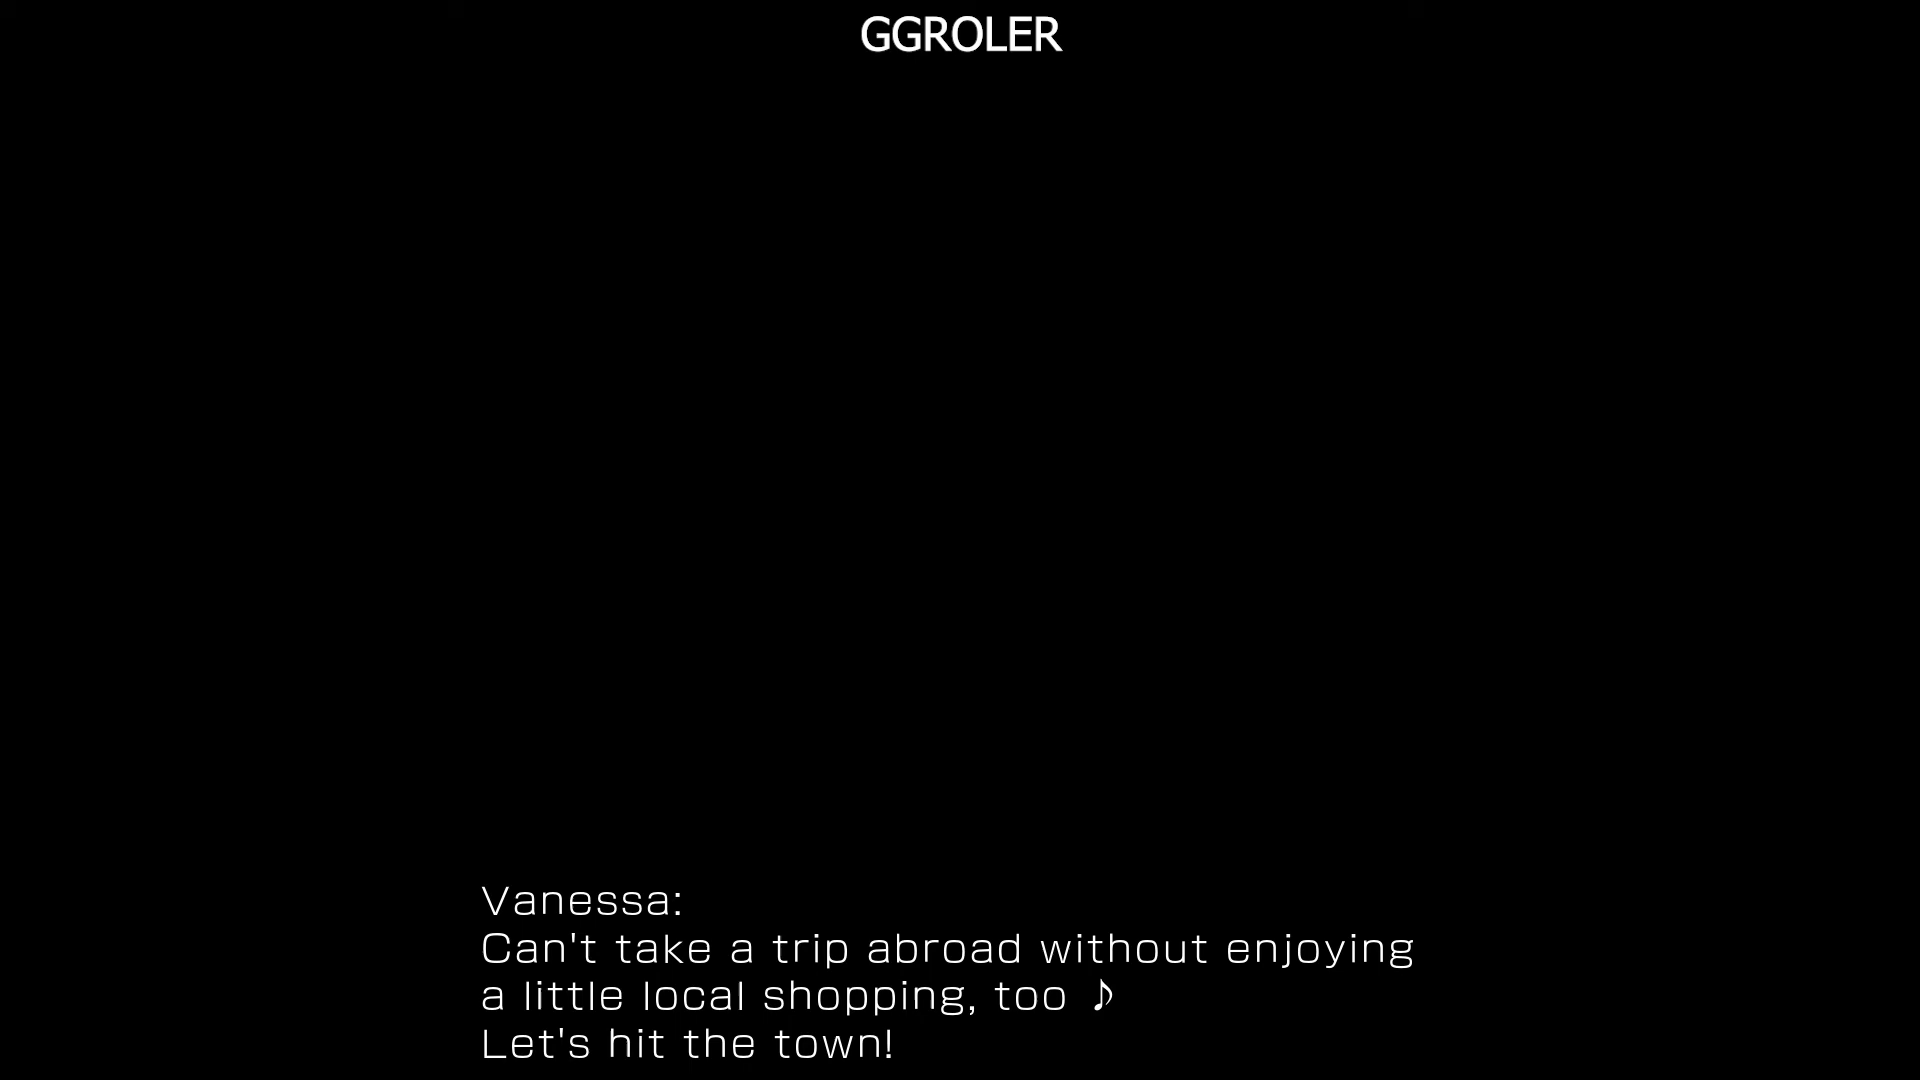 GGROLER
Vanessa:
Can't take a trip abroad without enjoying
a little local shopping, too ♪
Let's hit the town!